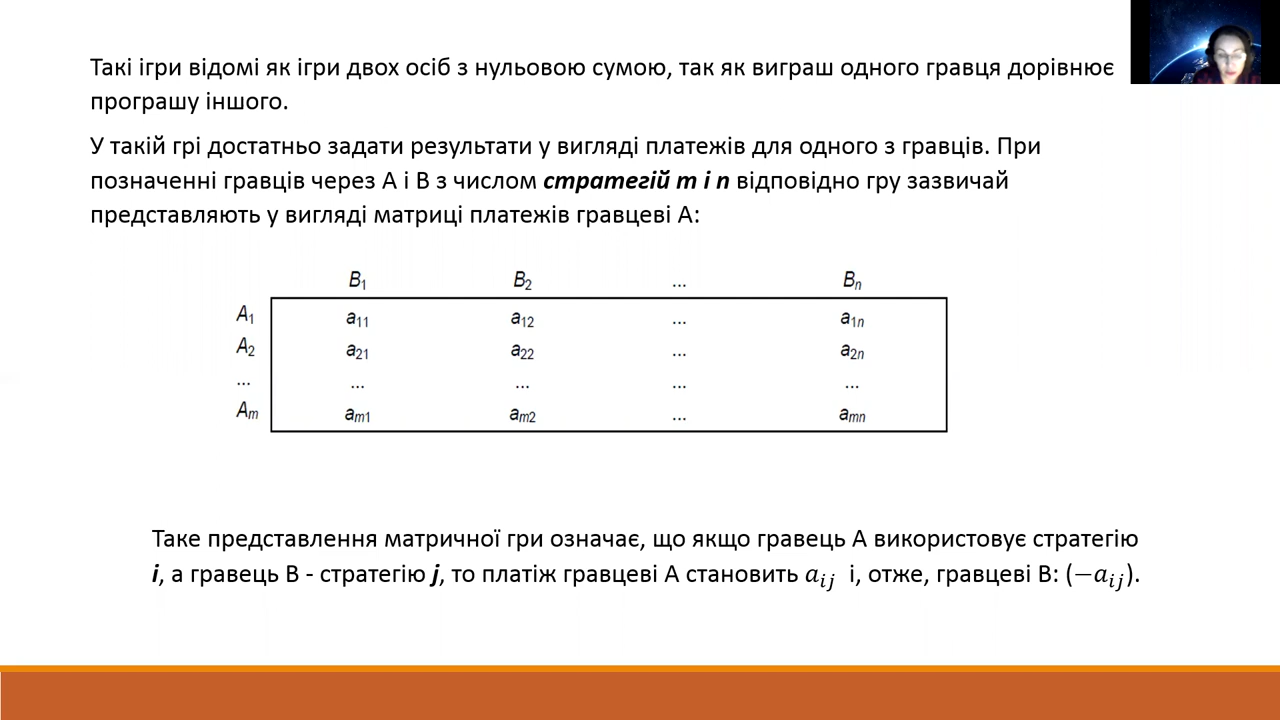 Такі ігри відомі як ігри двох осіб з нульовою сумою, так як виграш одного гравця дорівнює
програшу іншого.
У такій грі достатньо задати результати у вигляді платежів для одного з гравців. При
позначенні гравців через А і В з числом стратегій m і n відповідно гру зазвичай
представляють у вигляді матриці платежів гравцеві А:
B1 B2 ... Bn
A1 a11 a12 ... a1n
A2 a21 a22 ... a2n
... ... ... ... ...
Am am1 am2 ... amn
Таке представлення матричної гри означає, що якщо гравець А використовує стратегію
i, а гравець В - стратегію j, то платіж гравцеві А становить aij і, отже, гравцеві В: (−aij).